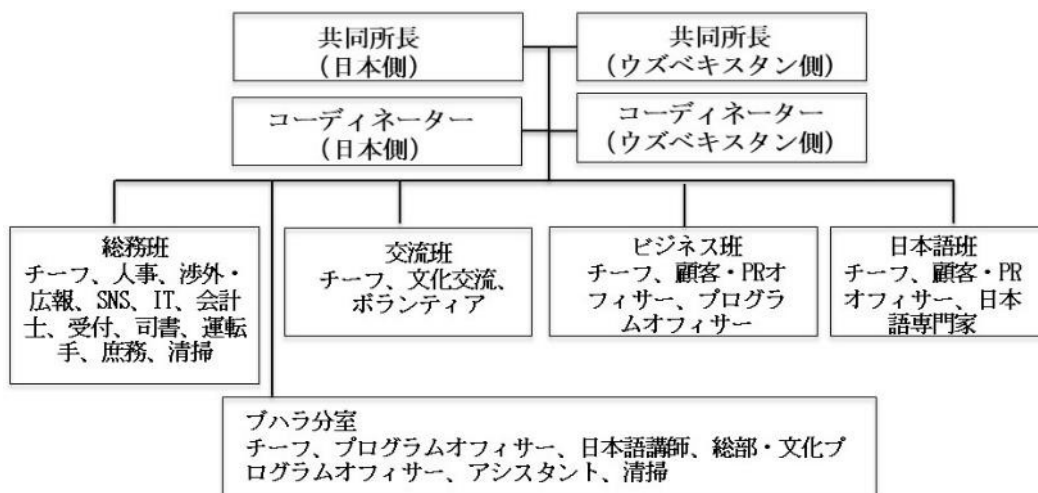 共同所長
(日本側)
共同所長
(ウズベキスタン側)
コーディネーター
(日本側)
コーディネーター
(ウズベキスタン側)
総務班
チーフ、人事、渉外・
広報、SNS、IT、会計
士、受付、司書、運転
手、庶務、清掃
交流班
チーフ、文化交流、
ボランティア
ビジネス班
チーフ、顧客・PRオ
フィサー、プログラ
ムオフィサー
日本語班
チーフ、顧客・PR
オフィサー、日本
語専門家
ブハラ分室
チーフ、プログラムオフィサー、日本語講師、総部・文化プ
ログラムオフィサー、アシスタント、清掃